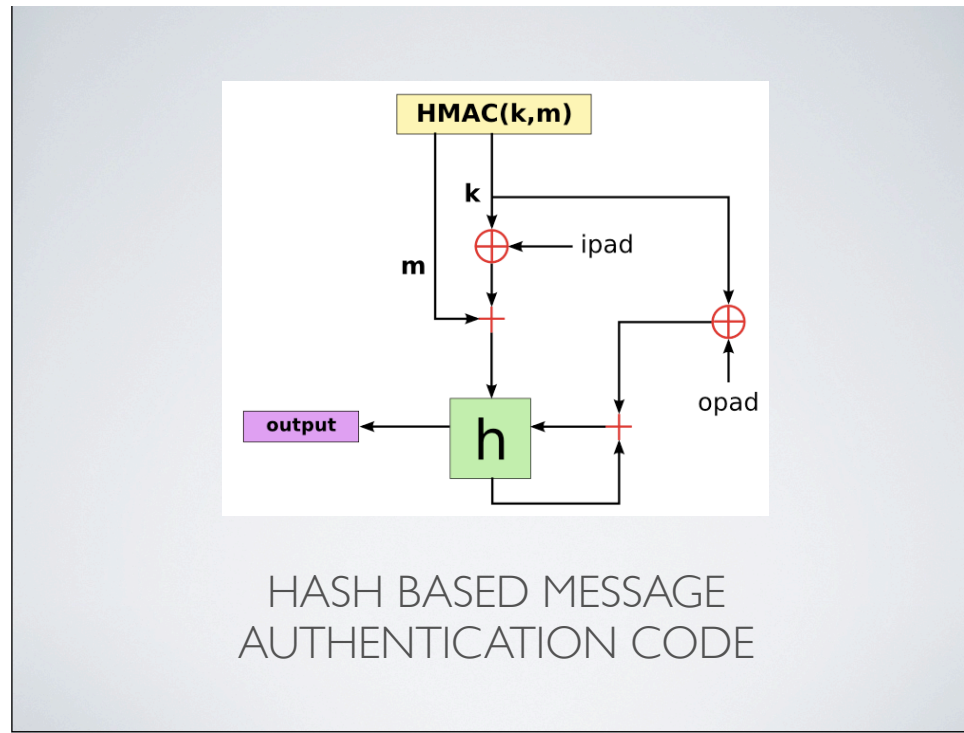 HMAC(k,m)
k
ipad
m
opad
output
h
HASH BASED MESSAGE
AUTHENTICATION CODE